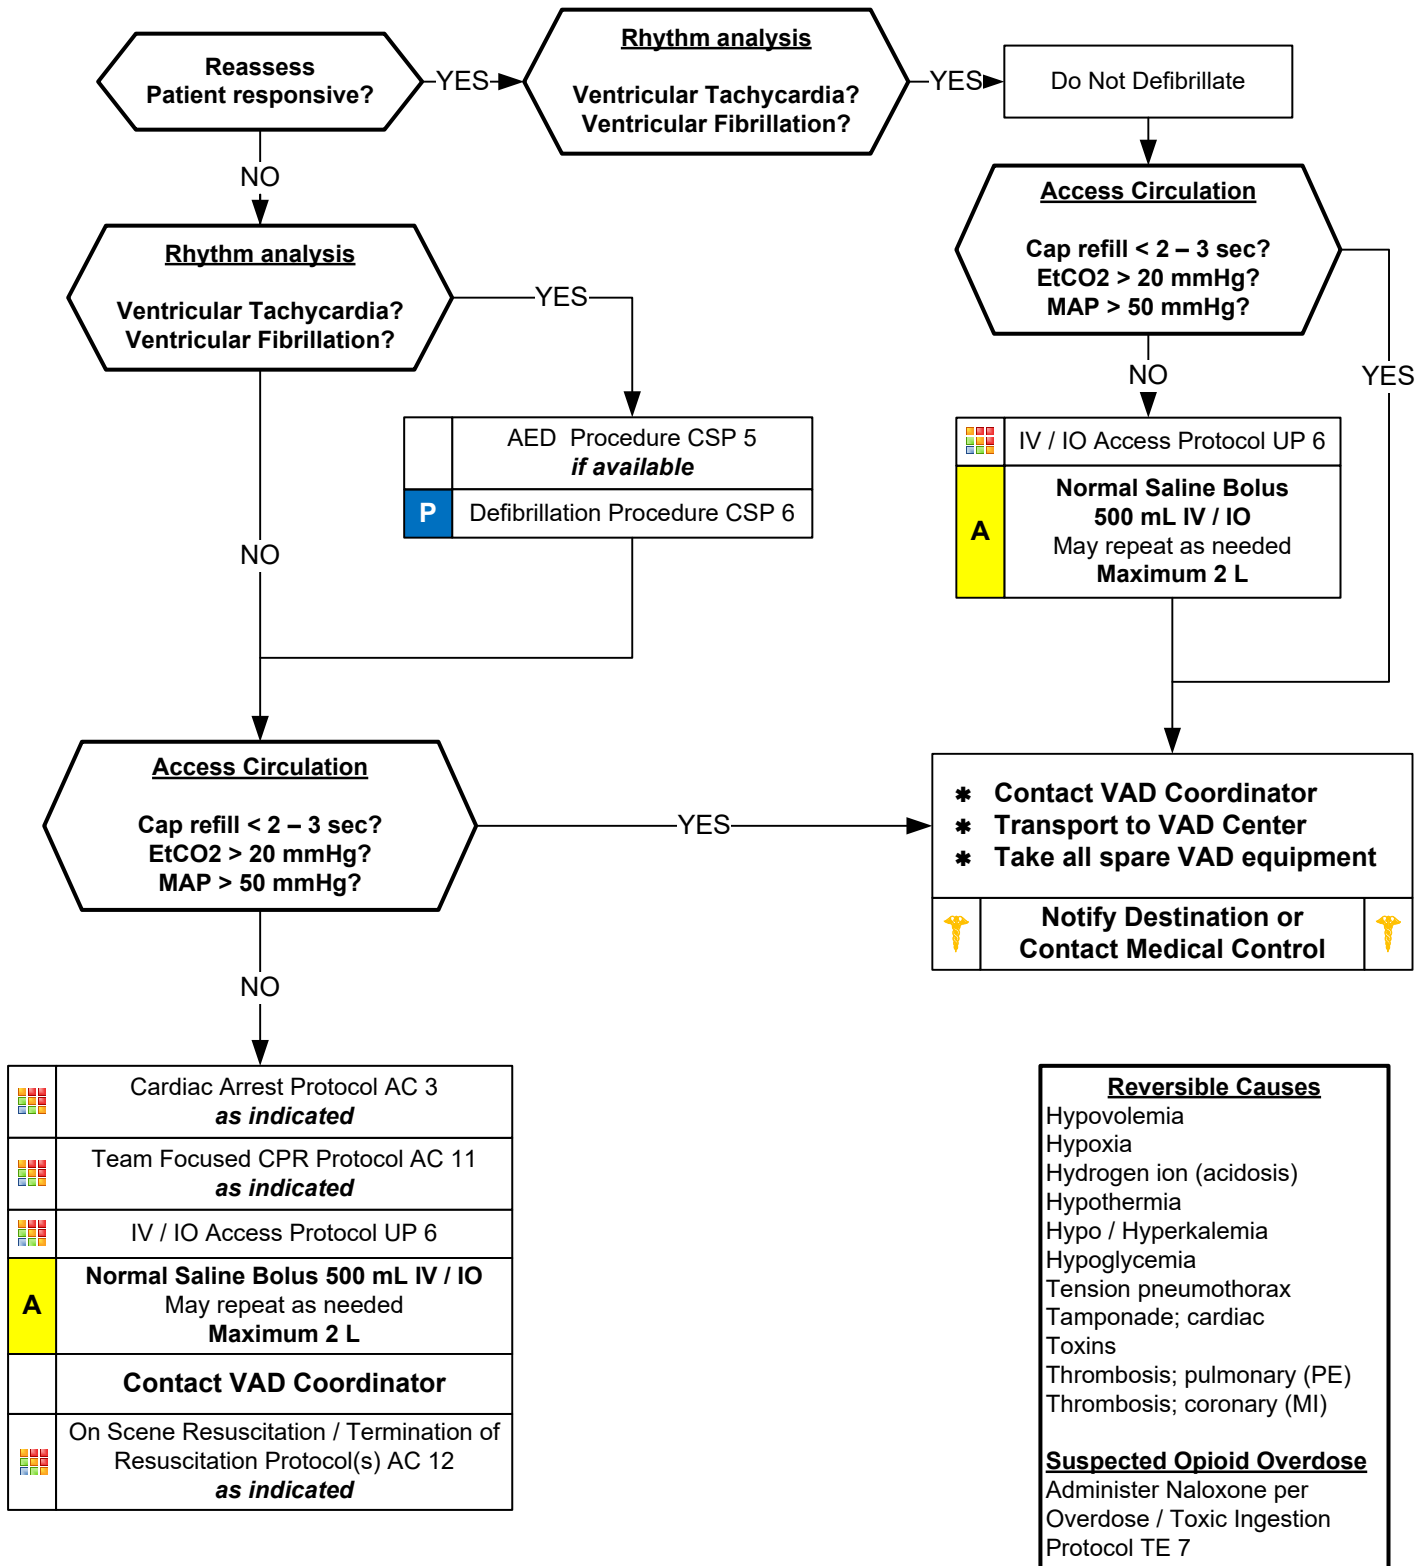 Reassess
Patient responsive?
YES
Rhythm analysis
Ventricular Tachycardia?
Ventricular Fibrillation?
YES
Do Not Defibrillate
NO
Access Circulation
Cap refill < 2 – 3 sec?
EtCO2 > 20 mmHg?
MAP > 50 mmHg?
Rhythm analysis
Ventricular Tachycardia?
Ventricular Fibrillation?
YES
NO
YES
AED Procedure CSP 5
if available
P
Defibrillation Procedure CSP 6
IV / IO Access Protocol UP 6
A
Normal Saline Bolus
500 mL IV / IO
May repeat as needed
Maximum 2 L
NO
Access Circulation
Cap refill < 2 – 3 sec?
EtCO2 > 20 mmHg?
MAP > 50 mmHg?
YES
✱ Contact VAD Coordinator
✱ Transport to VAD Center
✱ Take all spare VAD equipment
Notify Destination or
Contact Medical Control
NO
Cardiac Arrest Protocol AC 3
as indicated
Team Focused CPR Protocol AC 11
as indicated
IV / IO Access Protocol UP 6
A
Normal Saline Bolus 500 mL IV / IO
May repeat as needed
Maximum 2 L
Contact VAD Coordinator
On Scene Resuscitation / Termination of
Resuscitation Protocol(s) AC 12
as indicated
Reversible Causes
Hypovolemia
Hypoxia
Hydrogen ion (acidosis)
Hypothermia
Hypo / Hyperkalemia
Hypoglycemia
Tension pneumothorax
Tamponade; cardiac
Toxins
Thrombosis; pulmonary (PE)
Thrombosis; coronary (MI)
Suspected Opioid Overdose
Administer Naloxone per
Overdose / Toxic Ingestion
Protocol TE 7